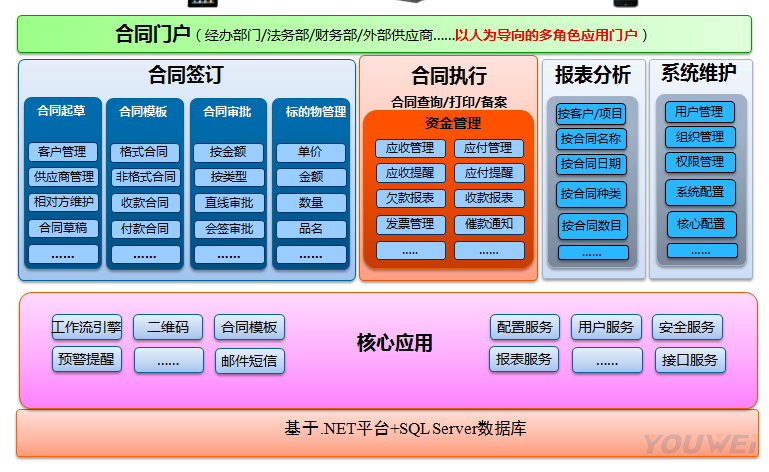 合同门户（经办部门/法务部/财务部/外部供应商......以人为导向的多角色应用门户）
合同签订
合同起草
客户管理
供应商管理
相对方维护
合同草稿
......
合同模板
格式合同
非格式合同
收款合同
付款合同
......
合同审批
按金额
按类型
直线审批
会签审批
......
标的物管理
单价
金额
数量
品名
......
合同执行
合同查询/打印/备案
资金管理
应收管理 应付管理
应收提醒 应付提醒
欠款报表 收款报表
发票管理 催款通知
..... ......
报表分析
按客户/项目
按合同名称
按合同日期
按合同种类
按合同数目
......
系统维护
用户管理
组织管理
权限管理
系统配置
核心配置
......
核心应用
工作流引擎 二维码 合同模板
预警提醒 ...... 邮件短信
配置服务 用户服务 安全服务
报表服务 ...... 接口服务
基于.NET平台+SQL Server数据库
YOUWEI